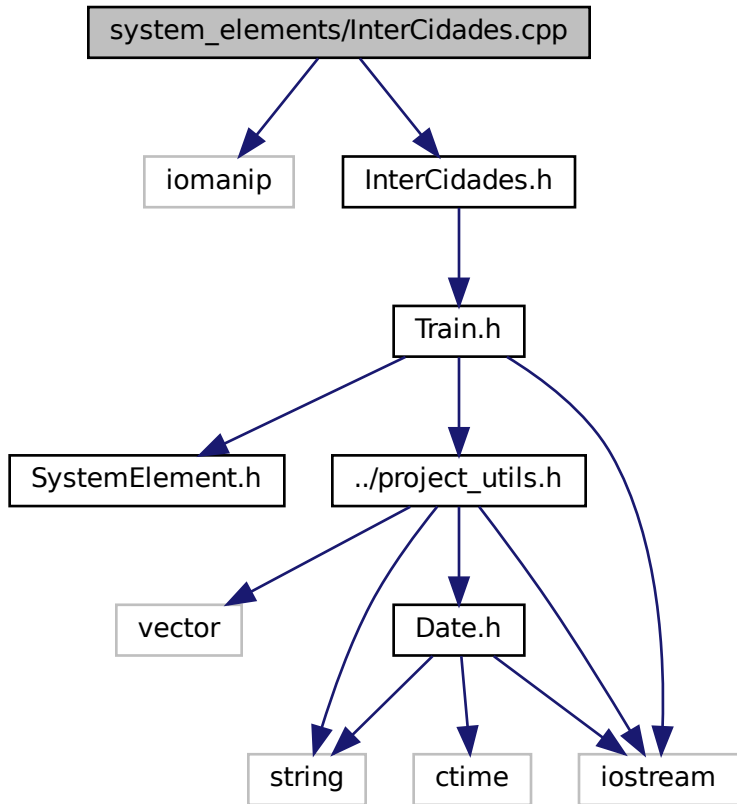 system_elements/InterCidades.cpp
iomanip
InterCidades.h
Train.h
SystemElement.h
../project_utils.h
vector
Date.h
string
ctime
iostream